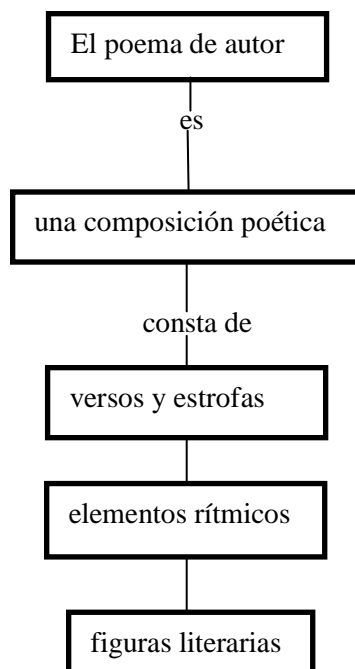 El poema de autor
es
una composición poética
consta de
versos y estrofas
elementos rítmicos
figuras literarias